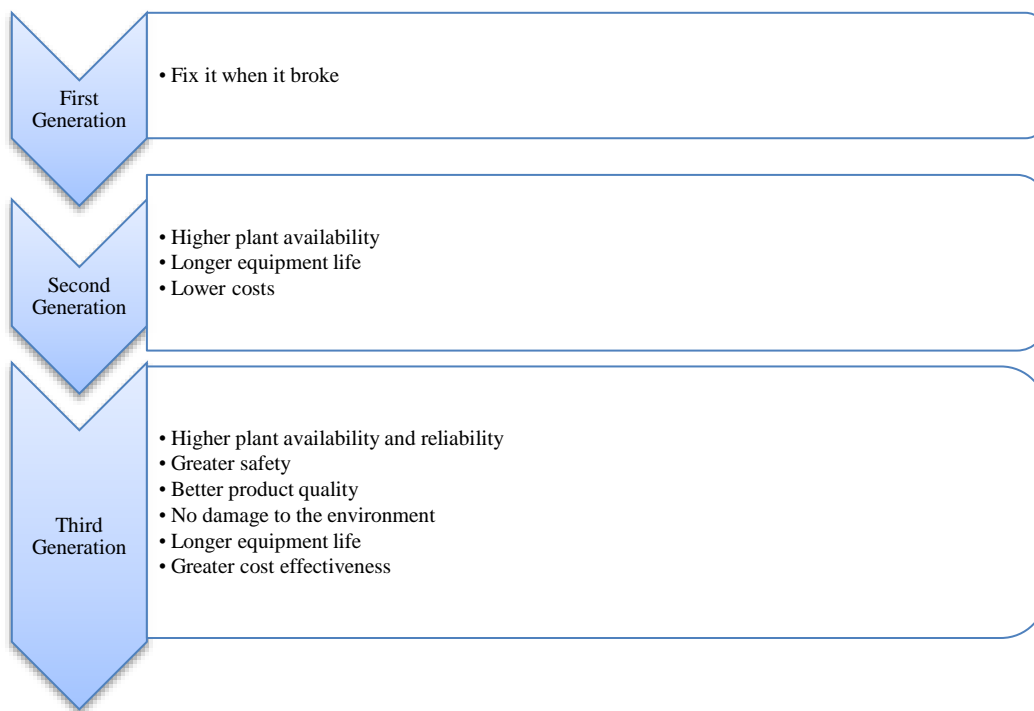 First
Generation
• Fix it when it broke
Second
Generation
• Higher plant availability
• Longer equipment life
• Lower costs
Third
Generation
• Higher plant availability and reliability
• Greater safety
• Better product quality
• No damage to the environment
• Longer equipment life
• Greater cost effectiveness